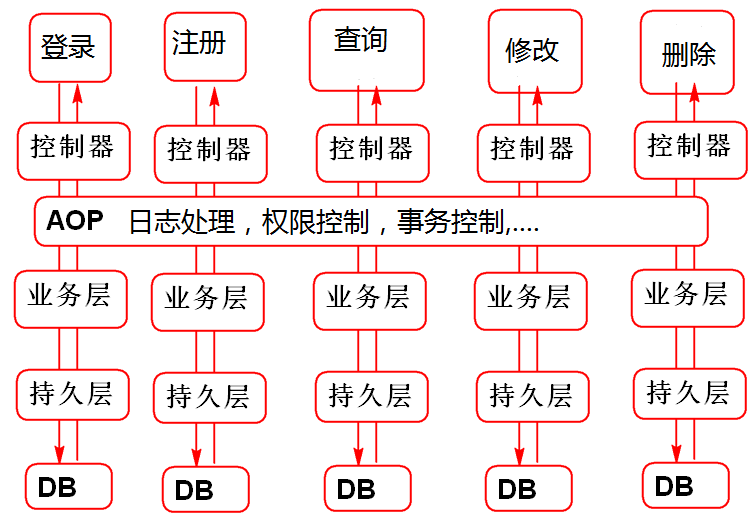 登录 注册 查询 修改 删除
控制器 控制器 控制器 控制器 控制器
AOP 日志处理，权限控制，事务控制,....
业务层 业务层 业务层 业务层 业务层
持久层 持久层 持久层 持久层 持久层
DB DB DB DB DB